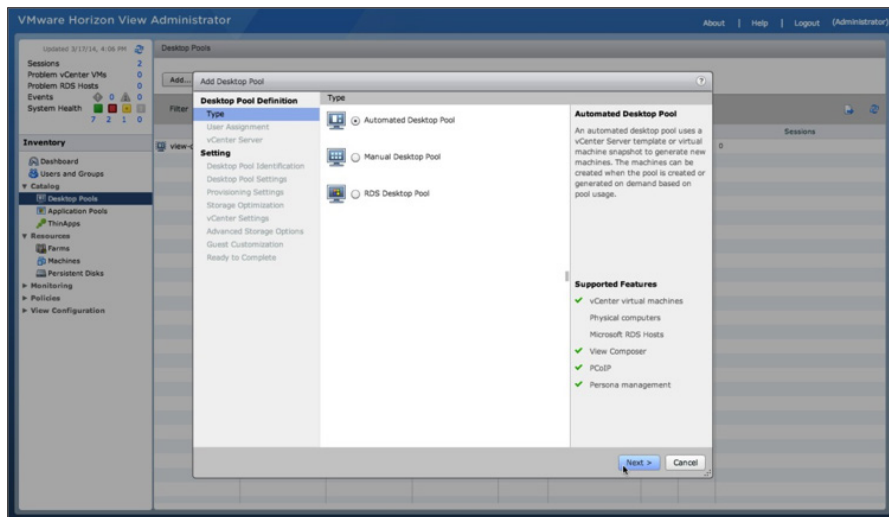 VMware Horizon View Administrator
About | Help | Logout (Administrator)
Updated 3/17/14, 4:06 PM
Sessions 2
Problem vCenter VMs 0
Problem RDS Hosts 0
Events 0 0
System Health
7 2 1 0
Inventory
Dashboard
Users and Groups
Catalog
Desktop Pools
Application Pools
ThinApps
Resources
Farms
Machines
Persistent Disks
Monitoring
Policies
View Configuration
Desktop Pools
Add...
Filter
Sessions
view-c
0
Add Desktop Pool
?
Desktop Pool Definition
Type
User Assignment
vCenter Server
Setting
Desktop Pool Identification
Desktop Pool Settings
Provisioning Settings
Storage Optimization
vCenter Settings
Advanced Storage Options
Guest Customization
Ready to Complete
Type
Automated Desktop Pool
Manual Desktop Pool
RDS Desktop Pool
Automated Desktop Pool
An automated desktop pool uses a
vCenter Server template or virtual
machine snapshot to generate new
machines. The machines can be
created when the pool is created or
generated on demand based on
pool usage.
Supported Features
vCenter virtual machines
Physical computers
Microsoft RDS Hosts
View Composer
PCoIP
Persona management
Next >
Cancel